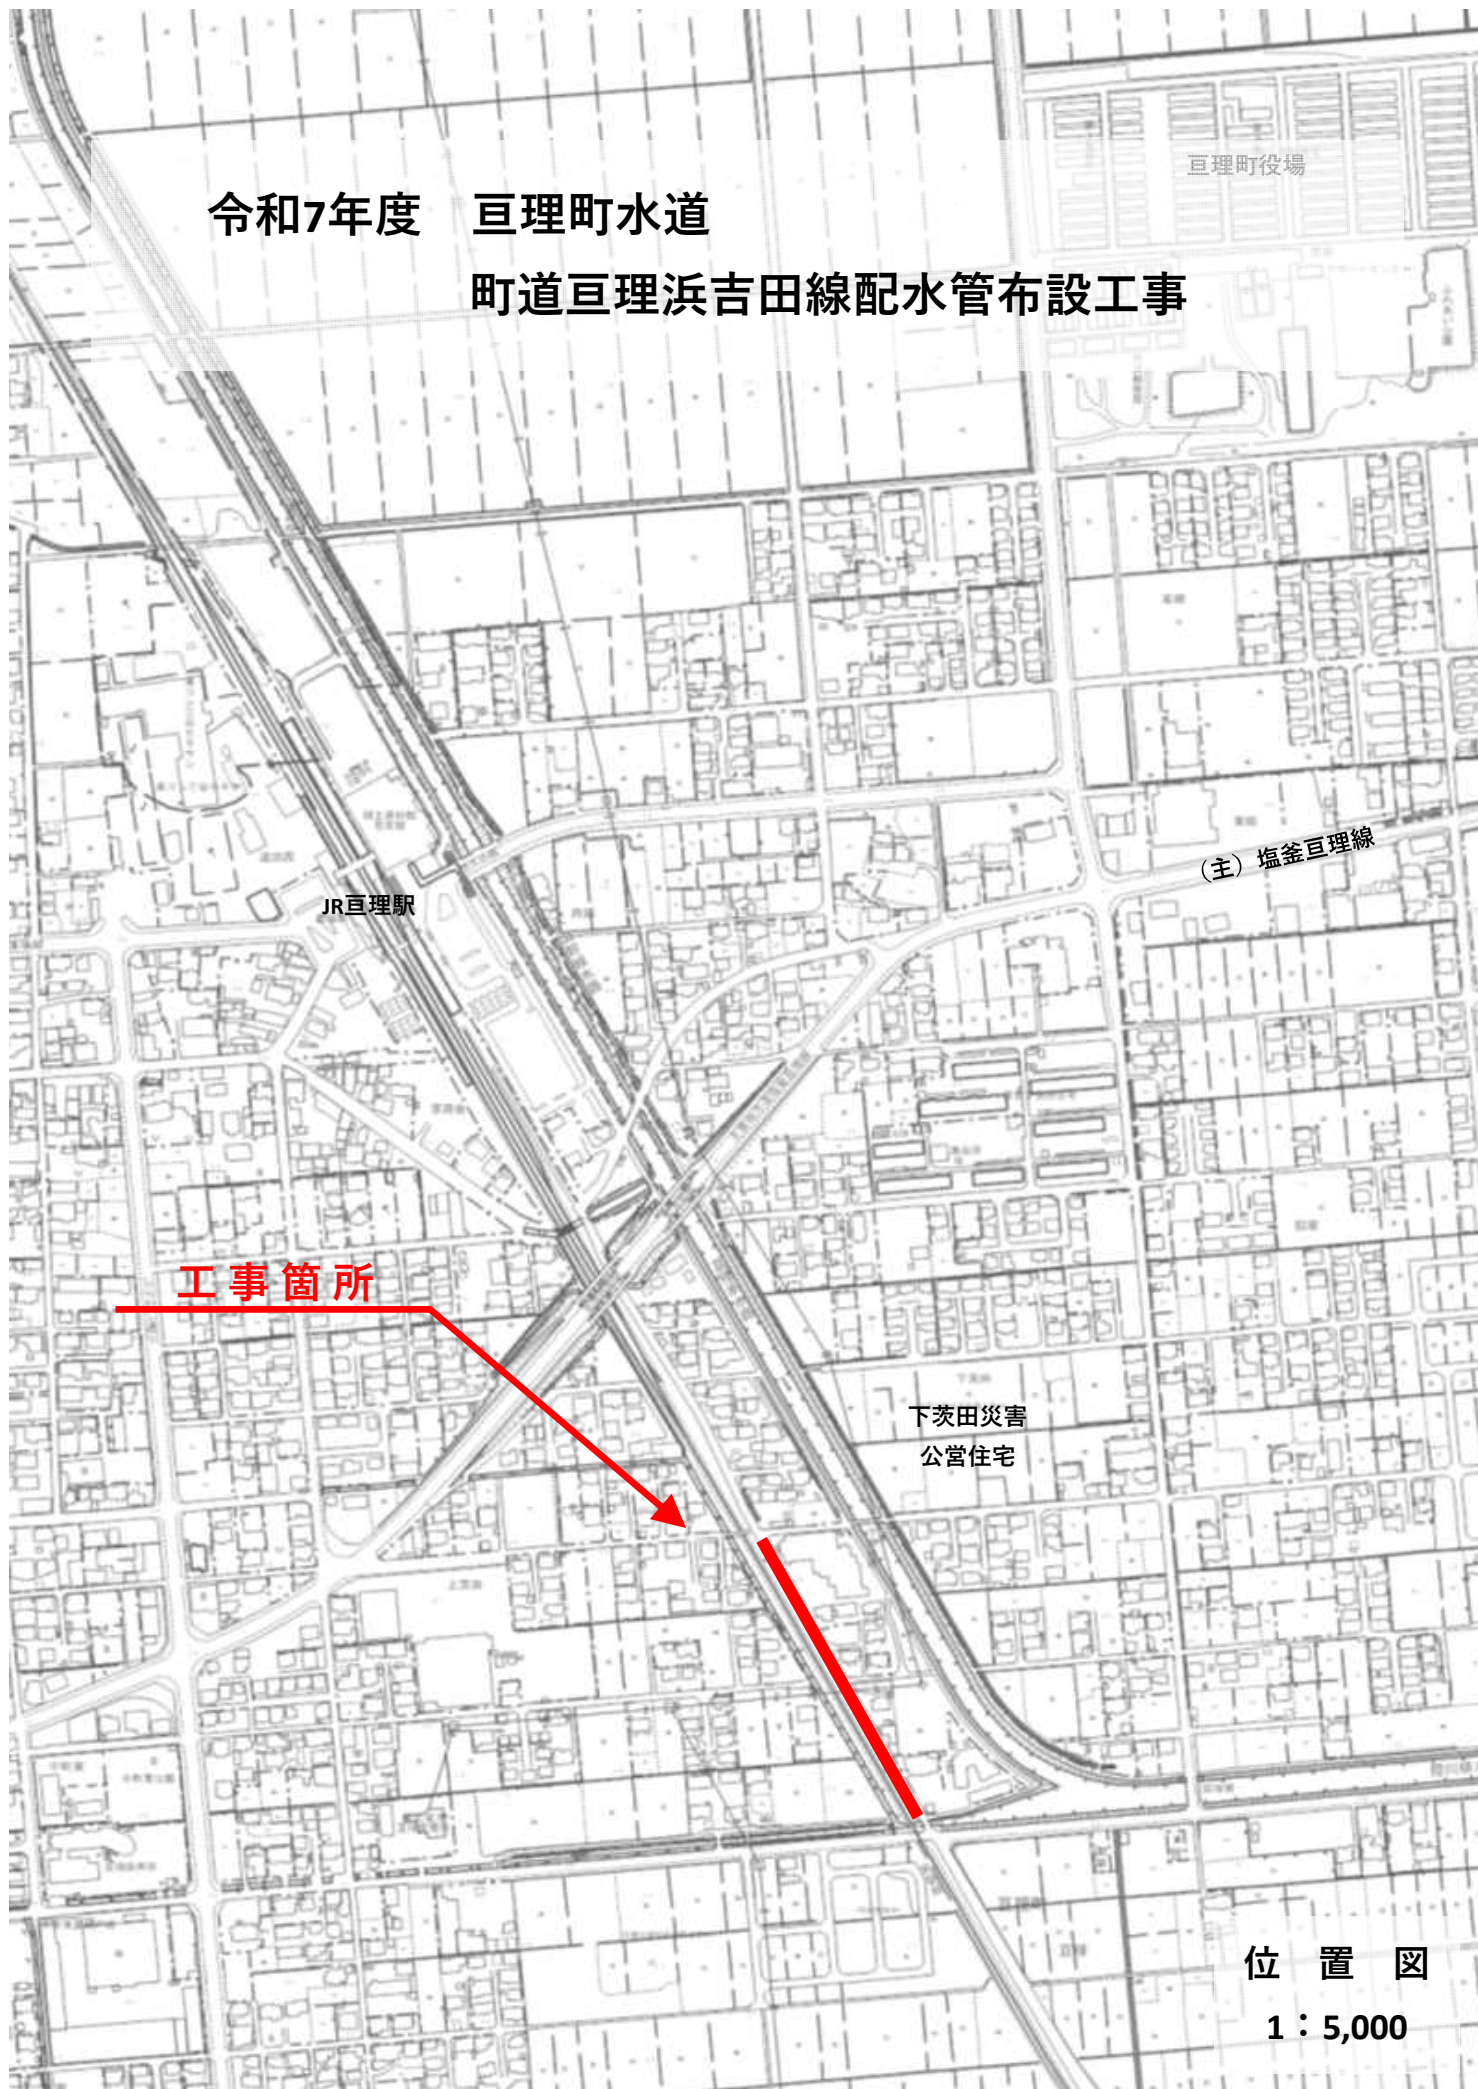 亘理町役場
令和7年度　亘理町水道
町道亘理浜吉田線配水管布設工事
（主）塩釜亘理線
JR亘理駅
工事箇所
下茨田災害
公営住宅
位　置　図
1：5,000